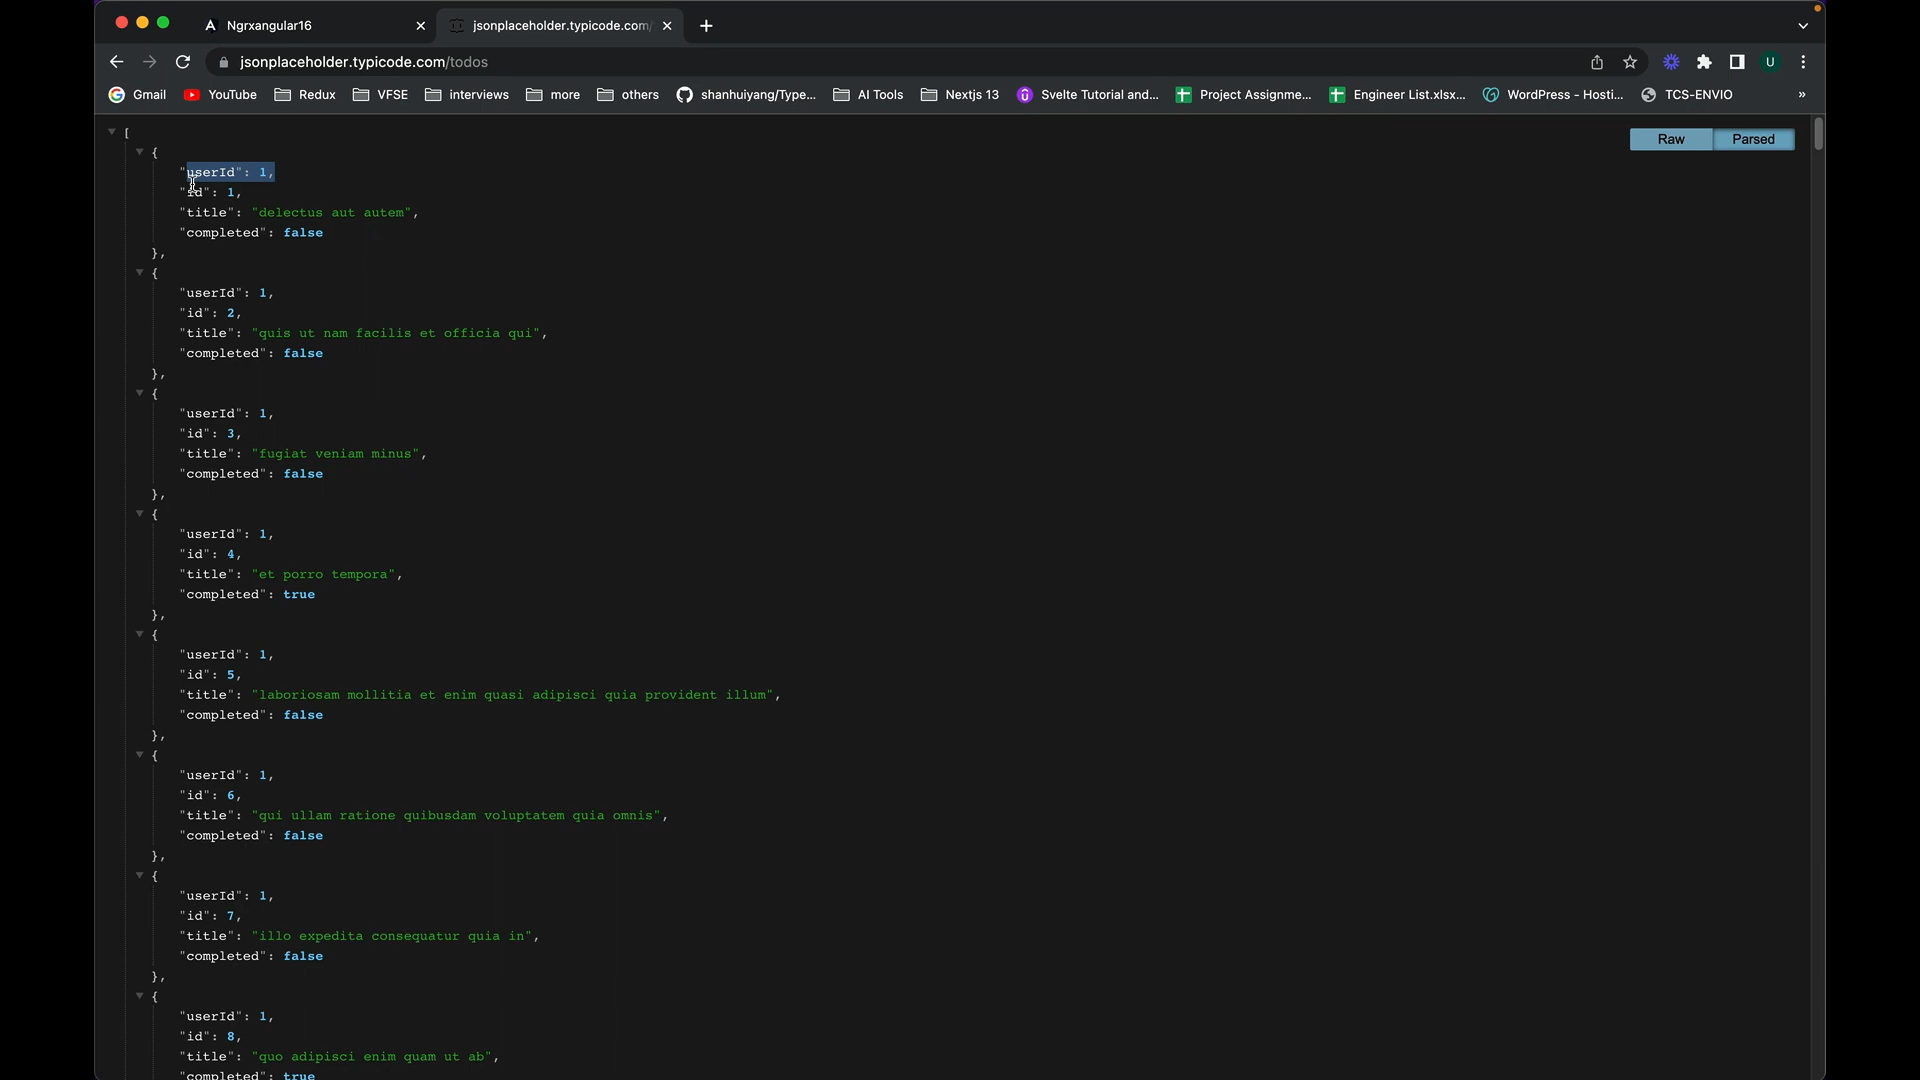 Ngrxangular16
jsonplaceholder.typicode.com/
jsonplaceholder.typicode.com/todos
U
Gmail
YouTube
Redux
VFSE
interviews
more
others
shanhuiyang/Type...
AI Tools
Nextjs 13
Svelte Tutorial and...
Project Assignme...
Engineer List.xlsx...
WordPress - Hosti...
TCS-ENVIO
»
Raw
Parsed
[
{
"userId": 1,
"id": 1,
"title": "delectus aut autem",
"completed": false
},
{
"userId": 1,
"id": 2,
"title": "quis ut nam facilis et officia qui",
"completed": false
},
{
"userId": 1,
"id": 3,
"title": "fugiat veniam minus",
"completed": false
},
{
"userId": 1,
"id": 4,
"title": "et porro tempora",
"completed": true
},
{
"userId": 1,
"id": 5,
"title": "laboriosam mollitia et enim quasi adipisci quia provident illum",
"completed": false
},
{
"userId": 1,
"id": 6,
"title": "qui ullam ratione quibusdam voluptatem quia omnis",
"completed": false
},
{
"userId": 1,
"id": 7,
"title": "illo expedita consequatur quia in",
"completed": false
},
{
"userId": 1,
"id": 8,
"title": "quo adipisci enim quam ut ab",
"completed": true